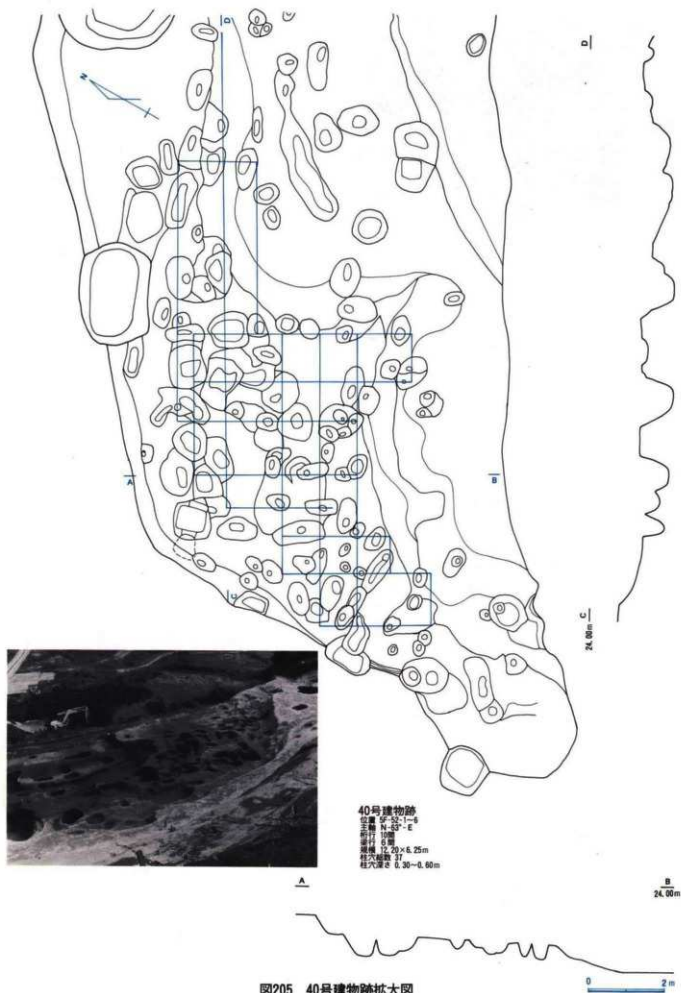 D
N
D
A
B
C
C
24.00m
40号建物跡
位置 5F-52-1~6
主軸 N-63°-E
桁行 10間
梁行 6間
規模 12.20×6.25m
柱穴総数 37
柱穴深さ 0.30~0.60m
A
B
24.00m
0 2m
図205 40号建物跡拡大図